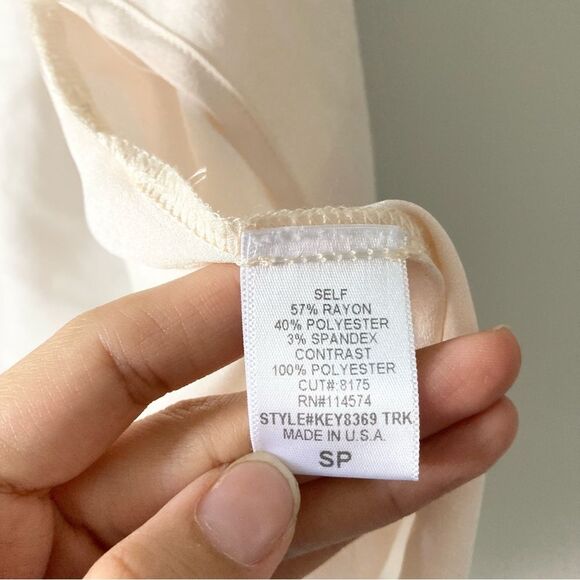 SELF
57% RAYON
40% POLYESTER
3% SPANDEX
CONTRAST
100% POLYESTER
CUT#:8175
RN#114574
STYLE#KEY8369 TRK
MADE IN U.S.A.
SP